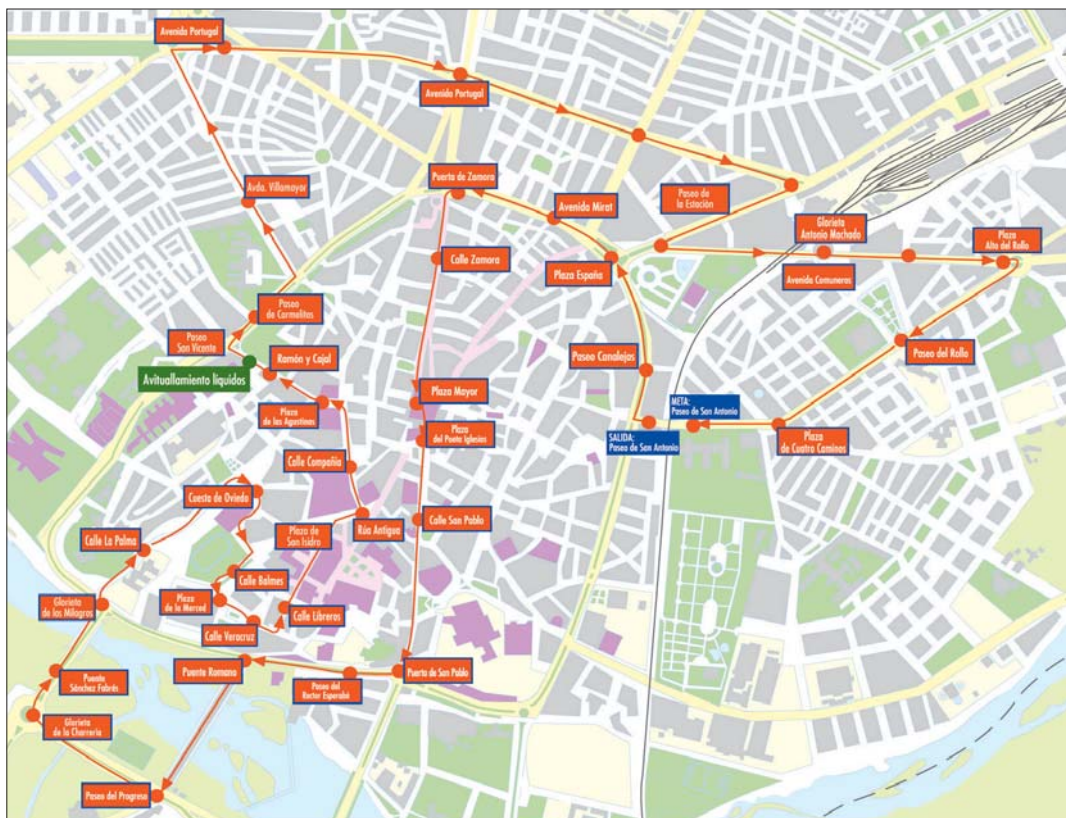 Avenida Portugal
Avenida Portugal
Puerta de Zamora
Paseo de
la Estación
Avda. Villamayor
Avenida Mirat
Glorieta
Antonio Machado
Plaza
Alto del Rollo
Calle Zamora
Plaza España
Avenida Comuneros
Paseo
de Carmelitas
Paseo
San Vicente
Ramón y Cajal
Avituallamiento líquidos
Paseo Canalejas
Paseo del Rollo
Plaza Mayor
Plaza
de las Agustinas
META:
Paseo de San Antonio
Plaza
del Poeta Iglesias
SALIDA:
Paseo de San Antonio
Plaza
de Cuatro Caminos
Calle Compañía
Cuesta de Oviedo
Plaza de
San Isidro
Rúa Antigua
Calle San Pablo
Calle La Palma
Calle Balmes
Plaza
de la Merced
Glorieta
de los Milagros
Calle Libreros
Calle Veracruz
Puente
Sánchez Fabrés
Puente Romano
Paseo del
Rector Esperabé
Puerta de San Pablo
Glorieta
de la Charrería
Paseo del Progreso